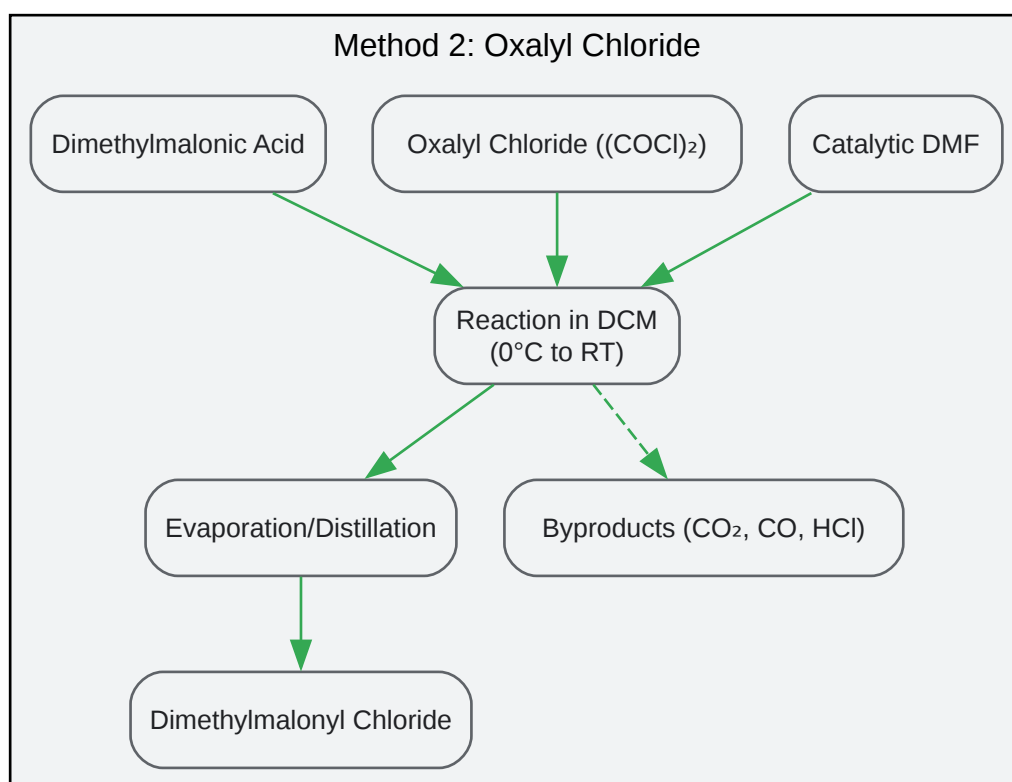 Method 2: Oxalyl Chloride
Dimethylmalonic Acid
Oxalyl Chloride ((COCl)₂)
Catalytic DMF
Reaction in DCM
(0°C to RT)
Evaporation/Distillation
Byproducts (CO₂, CO, HCl)
Dimethylmalonyl Chloride